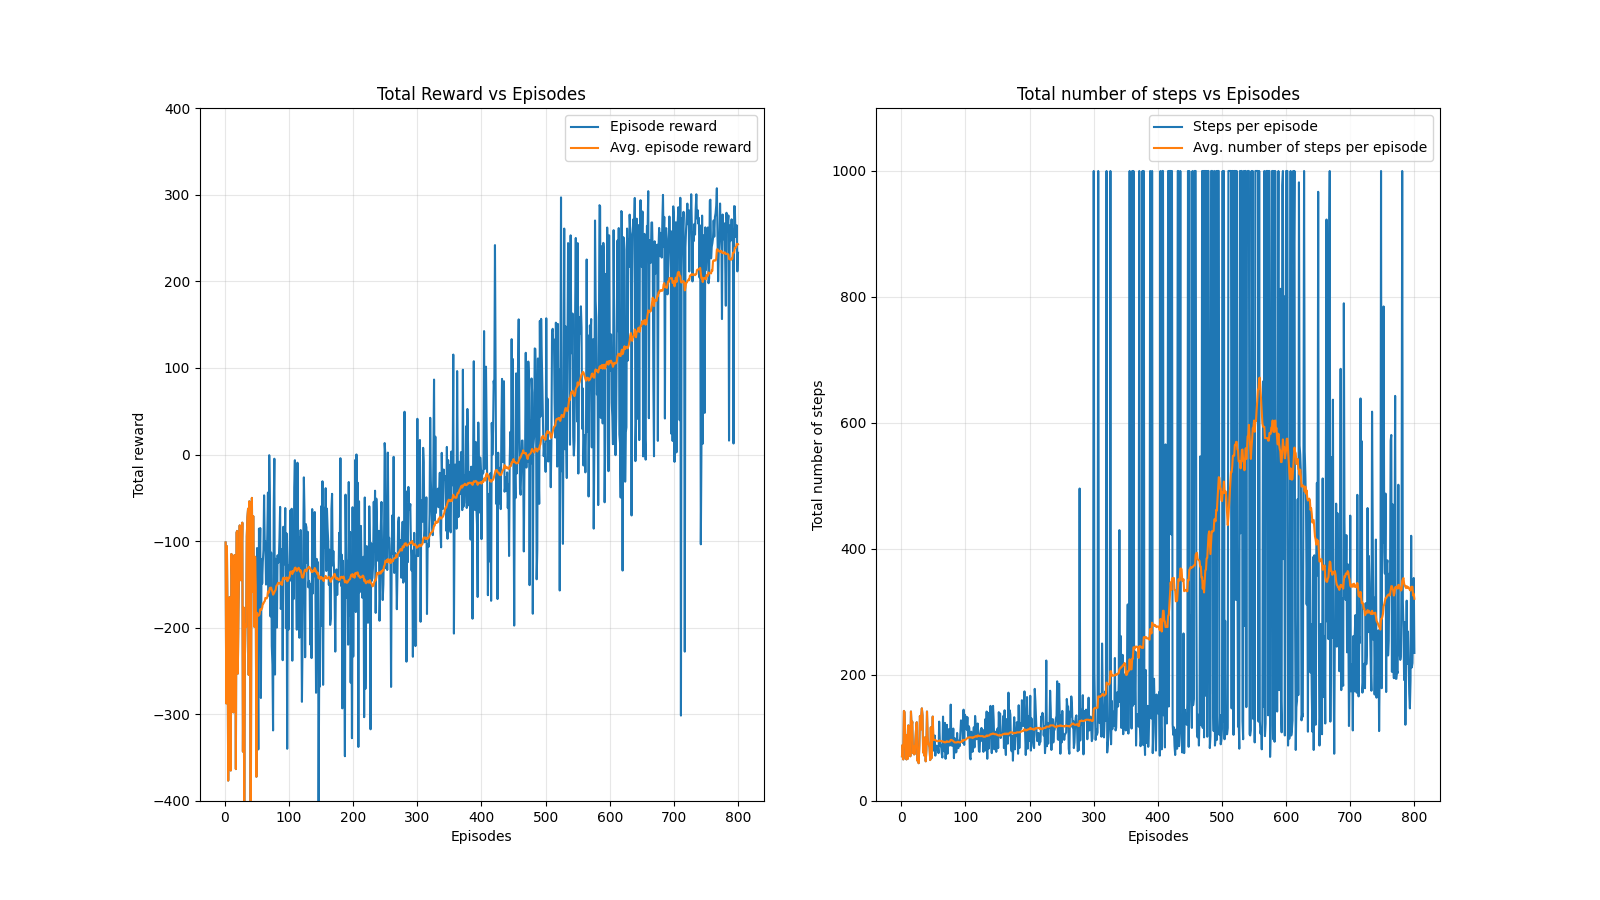 Total Reward vs Episodes
400
300
200
100
0
−100
−200
−300
−400
Total reward
Episode reward
Avg. episode reward
0 100 200 300 400 500 600 700 800
Episodes
Total number of steps vs Episodes
1000
800
600
400
200
0
Total number of steps
Steps per episode
Avg. number of steps per episode
0 100 200 300 400 500 600 700 800
Episodes